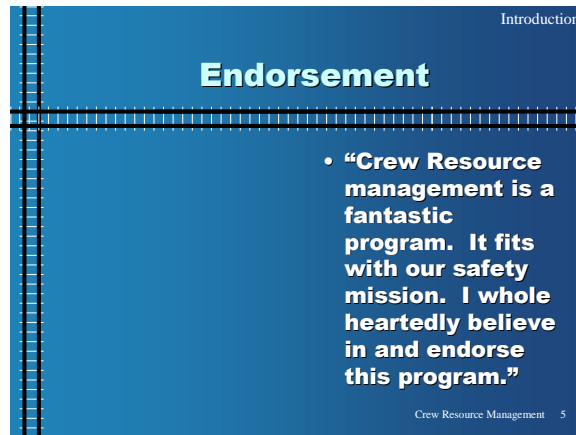 Introduction
Endorsement
• “Crew Resource
management is a
fantastic
program.  It fits
with our safety
mission.  I whole
heartedly believe
in and endorse
this program.”
Crew Resource Management 5